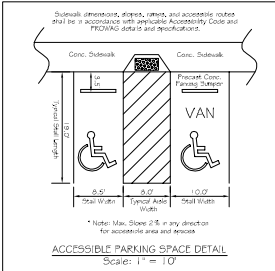 Sidewalk dimensions, slopes, ramps, and accessible routes
shall be in accordance with applicable Accessibility Code and
PROWAG details and specifications.
Conc. Sidewalk
Conc. Sidewalk
Precast Conc.
Parking Bumper
Typical Stall Length
18.0'
VAN
8.5'
8.0'
10.0'
Stall Width
Typical Aisle
Width
Stall Width
* Note: Max. Slope 2% in any direction
for accessible area and spaces
ACCESSIBLE PARKING SPACE DETAIL
Scale: 1" = 10'